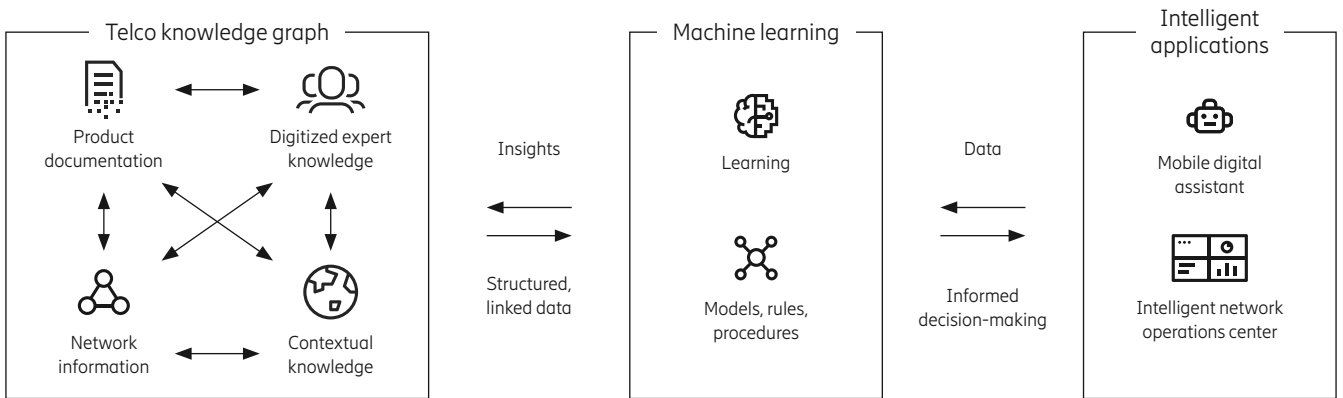 Telco knowledge graph
Product
documentation
Digitized expert
knowledge
Network
information
Contextual
knowledge
Insights
Structured,
linked data
Machine learning
Learning
Models, rules,
procedures
Data
Informed
decision-making
Intelligent
applications
Mobile digital
assistant
Intelligent network
operations center